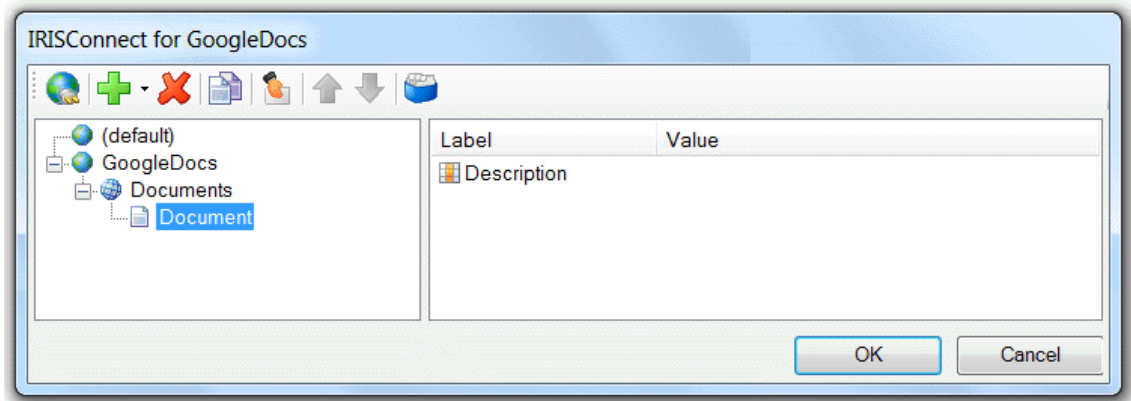 IRISConnect for GoogleDocs
(default)
GoogleDocs
Documents
Document
Label Value
Description
OK Cancel